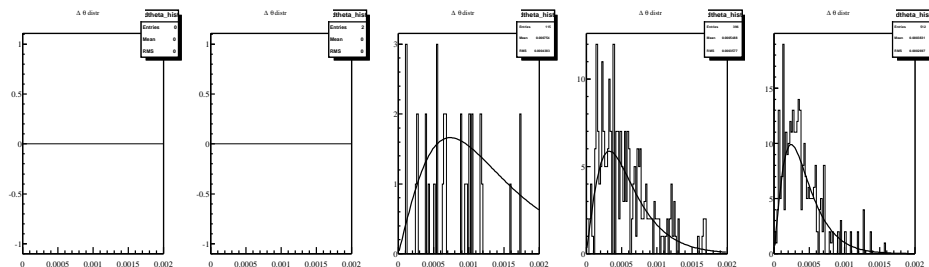 Δ θ distr
dtheta_hist
Entries 0
Mean 0
RMS 0
1
0.5
0
-0.5
-1
0 0.0005 0.001 0.0015 0.002
Δ θ distr
dtheta_hist
Entries 2
Mean 0
RMS 0
1
0.5
0
-0.5
-1
0 0.0005 0.001 0.0015 0.002
Δ θ distr
dtheta_hist
Entries
Mean
RMS
3
2
1
0
0 0.0005 0.001 0.0015 0.002
Δ θ distr
dtheta_hist
Entries
Mean
RMS
10
5
0
0 0.0005 0.001 0.0015 0.002
Δ θ distr
dtheta_hist
Entries
Mean
RMS
15
10
5
0
0 0.0005 0.001 0.0015 0.002